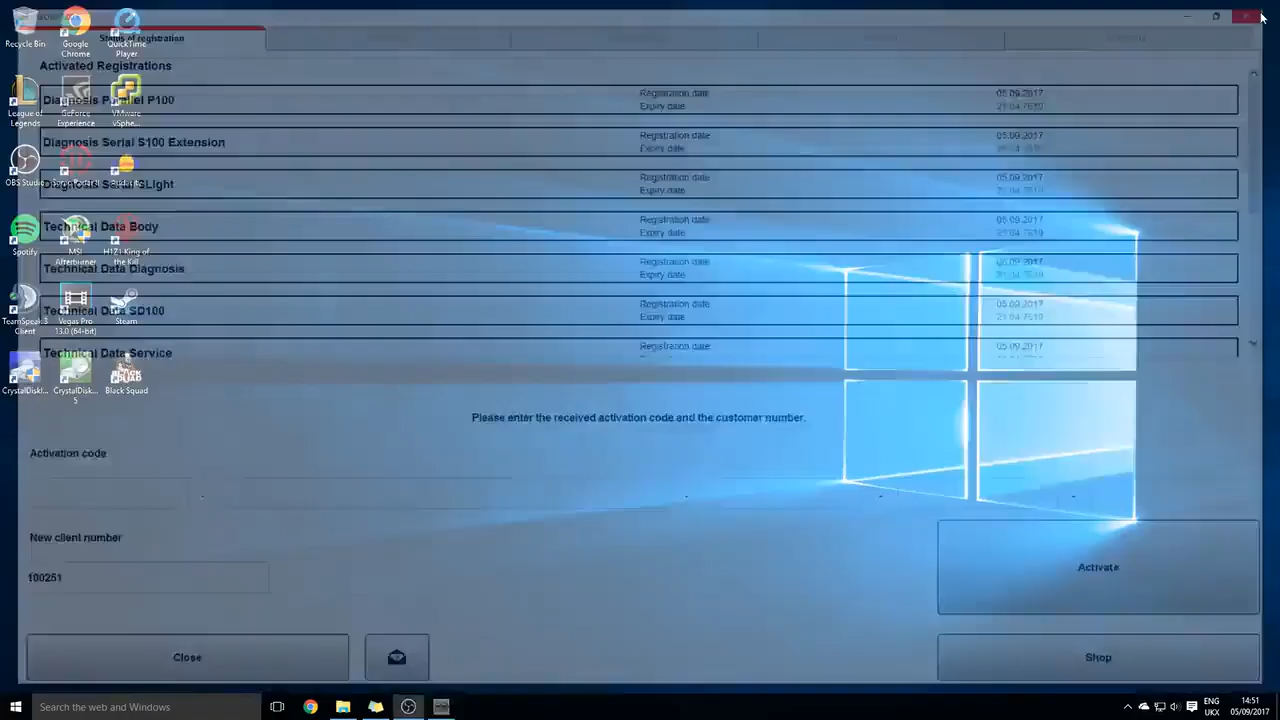 Status of registration
Activated Registrations
Diagnosis Parallel P100
Registration date
05.09.2017
Expiry date
Diagnosis Serial S100 Extension
Registration date
05.09.2017
Expiry date
Diagnosis
Light
Registration date
05.09.2017
Expiry date
Technical Data Body
Registration date
05.09.2017
Expiry date
Technical Data Diagnosis
Registration date
05.09.2017
Expiry date
Technical Data SD100
Registration date
05.09.2017
Expiry date
Technical Data Service
Registration date
05.09.2017
Please enter the received activation code and the customer number.
Activation code
New client number
100251
Activate
Close
Shop
Recycle Bin
Google Chrome
QuickTime Player
League of Legends
GeForce Experience
VMware vSphe...
OBS Studio
Spotify
MSI Afterburner
H1Z1 King of the Kill
TeamSpeak 3 Client
Vegas Pro 13.0 (64-bit)
Steam
CrystalDiskI...
CrystalDisk... 5
Black Squad
Search the web and Windows
ENG
UKX
14:51
05/09/2017